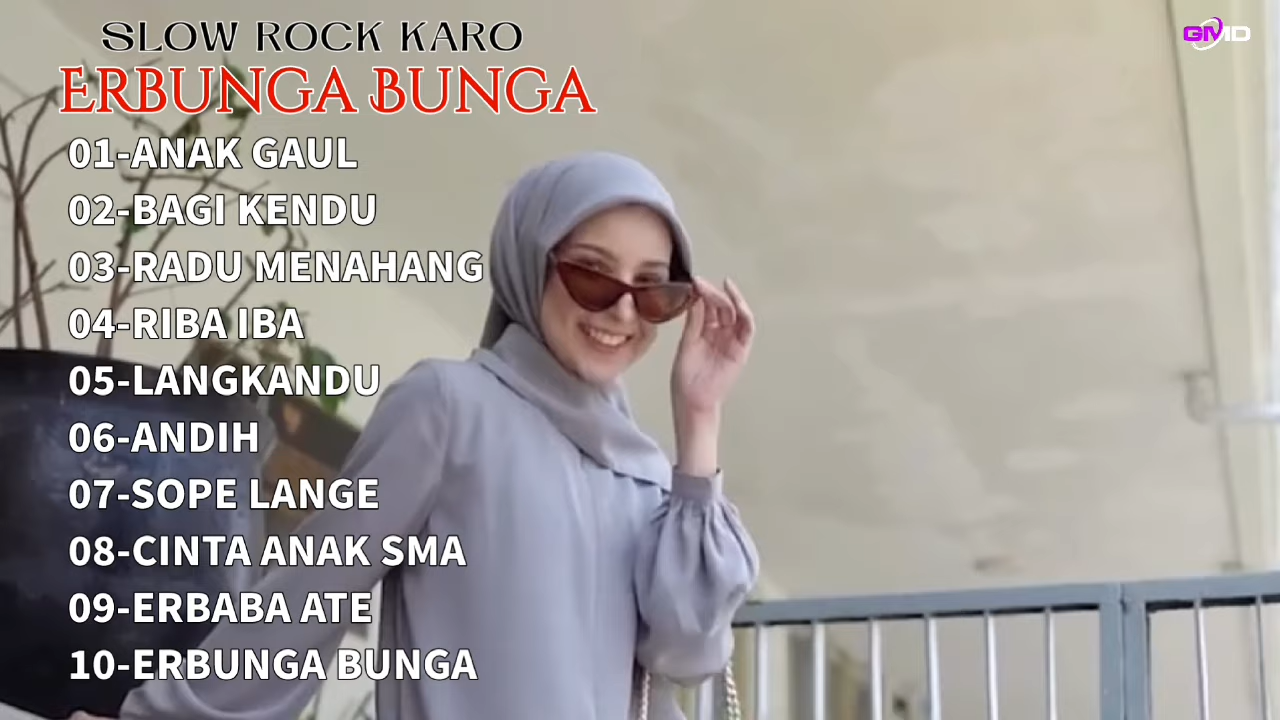 SLOW ROCK KARO
ERBUNGA BUNGA
01-ANAK GAUL
02-BAGI KENDU
03-RADU MENAHANG
04-RIBA IBA
05-LANGKANDU
06-ANDIH
07-SOPE LANGE
08-CINTA ANAK SMA
09-ERBABA ATE
10-ERBUNGA BUNGA
GMD